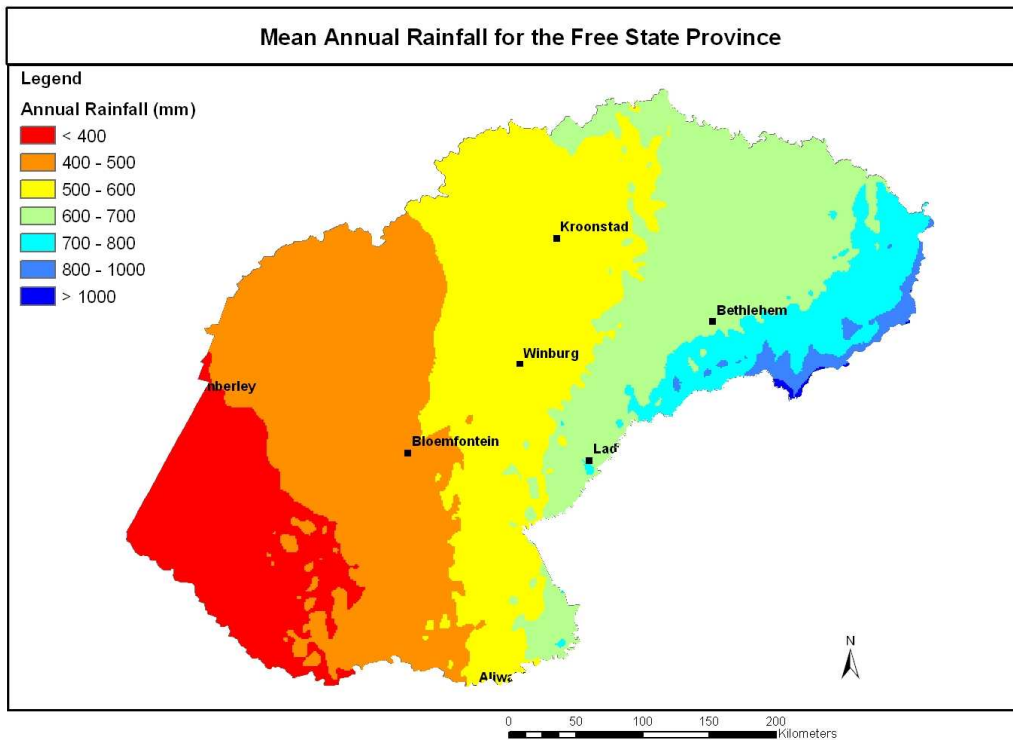 Mean Annual Rainfall for the Free State Province
Legend
Annual Rainfall (mm)
< 400
400 - 500
500 - 600
600 - 700
700 - 800
800 - 1000
> 1000
Kroonstad
Bethlehem
Winburg
nberley
Bloemfontein
Lad
Aliwa
N
0 50 100 150 200
Kilometers